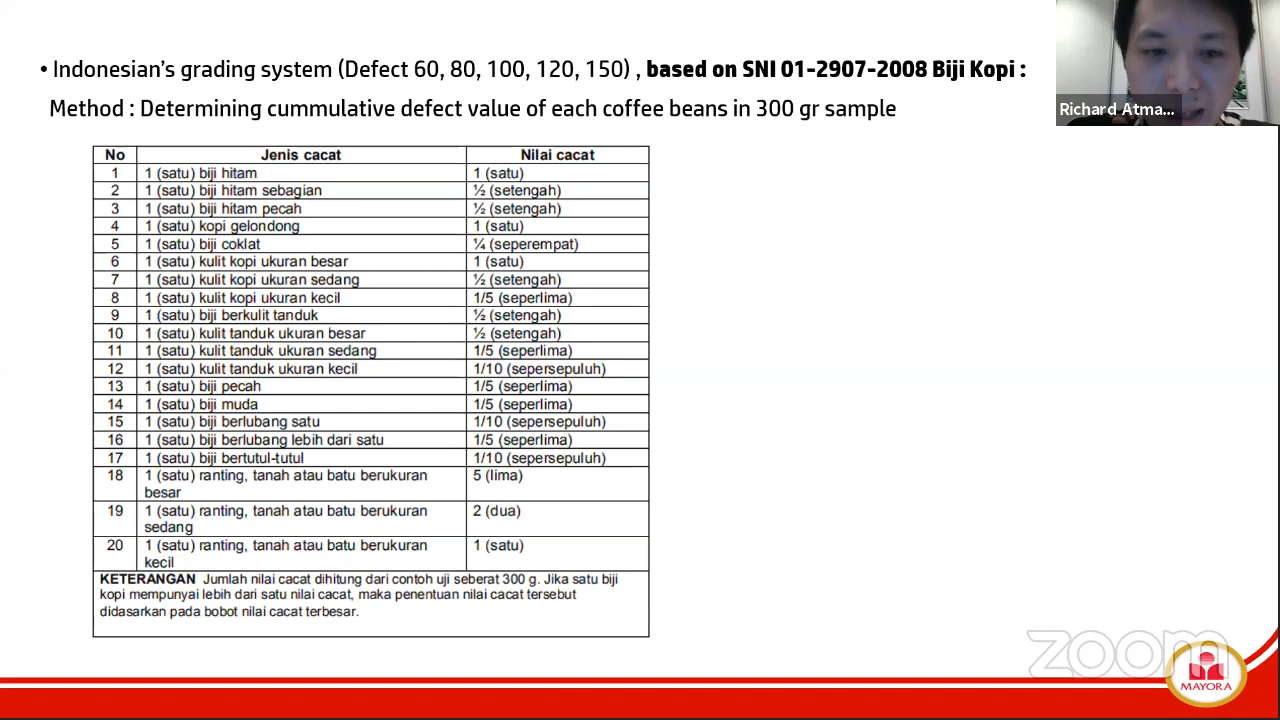 • Indonesian's grading system (Defect 60, 80, 100, 120, 150) , based on SNI 01-2907-2008 Biji Kopi :
Method : Determining cummulative defect value of each coffee beans in 300 gr sample
Richard Atma...
No Jenis cacat Nilai cacat
1 1 (satu) biji hitam 1 (satu)
2 1 (satu) biji hitam sebagian ½ (setengah)
3 1 (satu) biji hitam pecah ½ (setengah)
4 1 (satu) kopi gelondong 1 (satu)
5 1 (satu) biji coklat ¼ (seperempat)
6 1 (satu) kulit kopi ukuran besar 1 (satu)
7 1 (satu) kulit kopi ukuran sedang ½ (setengah)
8 1 (satu) kulit kopi ukuran kecil 1/5 (seperlima)
9 1 (satu) biji berkulit tanduk ½ (setengah)
10 1 (satu) kulit tanduk ukuran besar ½ (setengah)
11 1 (satu) kulit tanduk ukuran sedang 1/5 (seperlima)
12 1 (satu) kulit tanduk ukuran kecil 1/10 (sepersepuluh)
13 1 (satu) biji pecah 1/5 (seperlima)
14 1 (satu) biji muda 1/5 (seperlima)
15 1 (satu) biji berlubang satu 1/10 (sepersepuluh)
16 1 (satu) biji berlubang lebih dari satu 1/5 (seperlima)
17 1 (satu) biji bertutul-tutul 1/10 (sepersepuluh)
18 1 (satu) ranting, tanah atau batu berukuran 5 (lima)
besar
19 1 (satu) ranting, tanah atau batu berukuran 2 (dua)
sedang
20 1 (satu) ranting, tanah atau batu berukuran 1 (satu)
kecil
KETERANGAN Jumlah nilai cacat dihitung dari contoh uji seberat 300 g. Jika satu biji
kopi mempunyai lebih dari satu nilai cacat, maka penentuan nilai cacat tersebut
didasarkan pada bobot nilai cacat terbesar.
zoom
MAYORA